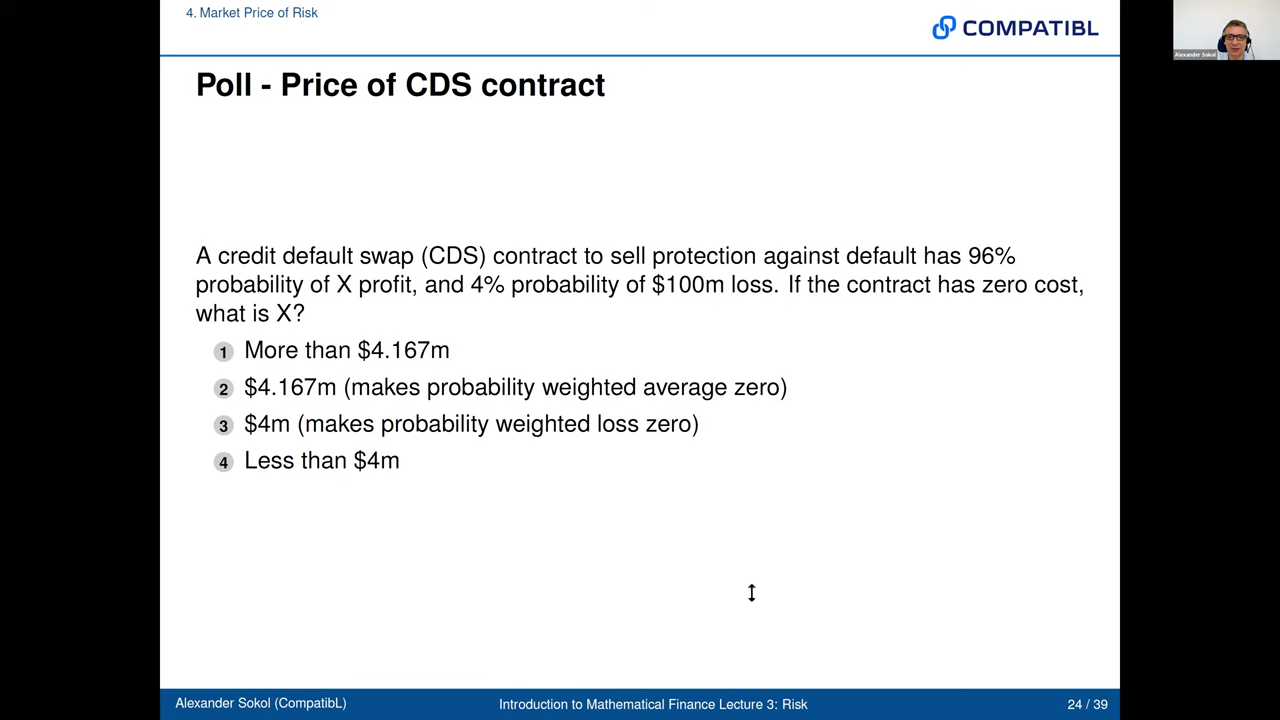 4. Market Price of Risk
COMPATIBL
Alexander Sokol
Poll - Price of CDS contract
A credit default swap (CDS) contract to sell protection against default has 96%
probability of X profit, and 4% probability of $100m loss. If the contract has zero cost,
what is X?
1 More than $4.167m
2 $4.167m (makes probability weighted average zero)
3 $4m (makes probability weighted loss zero)
4 Less than $4m
Alexander Sokol (CompatibL)
Introduction to Mathematical Finance Lecture 3: Risk
24 / 39